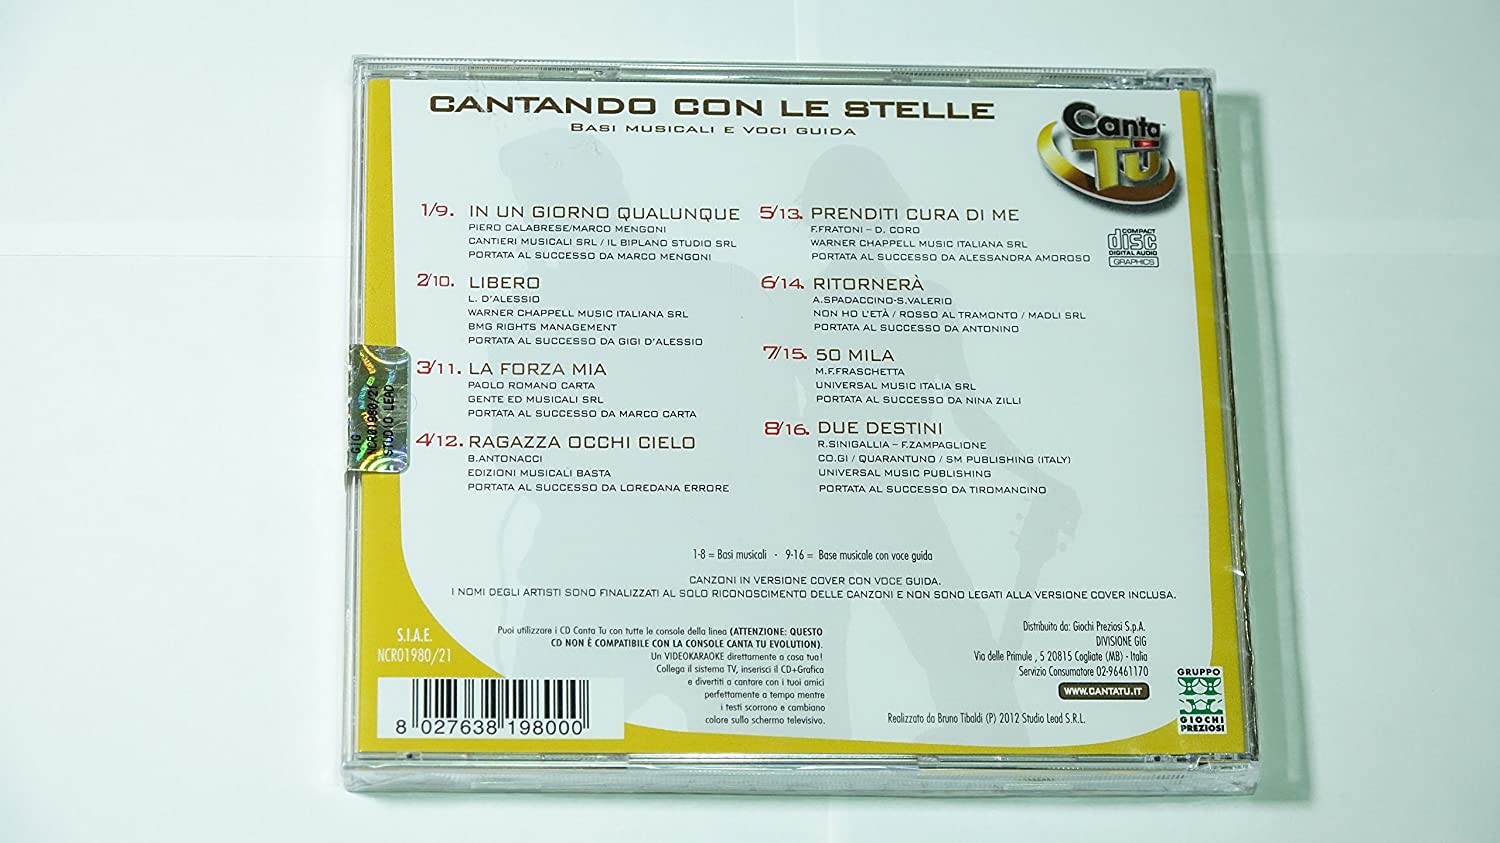 CANTANDO CON LE STELLE
BASI MUSICALI E VOCI GUIDA
Canta™
TU
COMPACT
disc
DIGITAL AUDIO
GRAPHICS
1/9. IN UN GIORNO QUALUNQUE
PIERO CALABRESE/MARCO MENGONI
CANTIERI MUSICALI SRL / IL BIPLANO STUDIO SRL
PORTATA AL SUCCESSO DA MARCO MENGONI
2/10. LIBERO
L. D'ALESSIO
WARNER CHAPPELL MUSIC ITALIANA SRL
BMG RIGHTS MANAGEMENT
PORTATA AL SUCCESSO DA GIGI D'ALESSIO
3/11. LA FORZA MIA
PAOLO ROMANO CARTA
GENTE ED MUSICALI SRL
PORTATA AL SUCCESSO DA MARCO CARTA
4/12. RAGAZZA OCCHI CIELO
B.ANTONACCI
EDIZIONI MUSICALI BASTA
PORTATA AL SUCCESSO DA LOREDANA ERRORE
5/13. PRENDITI CURA DI ME
F.FRATONI – D. CORO
WARNER CHAPPELL MUSIC ITALIANA SRL
PORTATA AL SUCCESSO DA ALESSANDRA AMOROSO
6/14. RITORNERÀ
A.SPADACCINO-S.VALERIO
NON HO L'ETÀ / ROSSO AL TRAMONTO / MADLI SRL
PORTATA AL SUCCESSO DA ANTONINO
7/15. 50 MILA
M.F.FRASCHETTA
UNIVERSAL MUSIC ITALIA SRL
PORTATA AL SUCCESSO DA NINA ZILLI
8/16. DUE DESTINI
R.SINIGALLIA – F.ZAMPAGLIONE
CO.GI / QUARANTUNO / SM PUBLISHING (ITALY)
UNIVERSAL MUSIC PUBLISHING
PORTATA AL SUCCESSO DA TIROMANCINO
GIG
NCR01980/21
STUDIO LEAD
1-8 = Basi musicali - 9-16 = Base musicale con voce guida
CANZONI IN VERSIONE COVER CON VOCE GUIDA.
I NOMI DEGLI ARTISTI SONO FINALIZZATI AL SOLO RICONOSCIMENTO DELLE CANZONI E NON SONO LEGATI ALLA VERSIONE COVER INCLUSA.
S.I.A.E.
NCR01980/21
8 027638 198000
Puoi utilizzare i CD Canta Tu con tutte le console della linea (ATTENZIONE: QUESTO
CD NON È COMPATIBILE CON LA CONSOLE CANTA TU EVOLUTION).
Un VIDEOKARAOKE direttamente a casa tua!
Collega il sistema TV, inserisci il CD+Grafica
e divertiti a cantare con i tuoi amici
perfettamente a tempo mentre
i testi scorrono e cambiano
colore sullo schermo televisivo.
Distribuito da: Giochi Preziosi S.p.A.
DIVISIONE GIG
Via delle Primule , 5 20815 Cogliate (MB) - Italia
Servizio Consumatore 02-96461170
WWW.CANTATU.IT
Realizzato da Bruno Tibaldi (P) 2012 Studio Lead S.R.L.
GRUPPO
GIOCHI
PREZIOSI